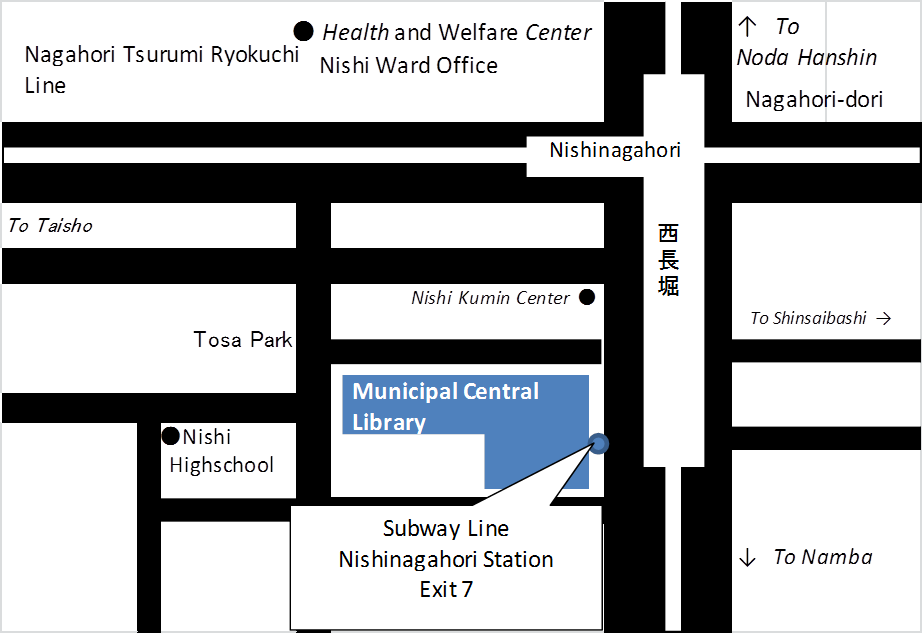 Health and Welfare Center
Nishi Ward Office
Nagahori Tsurumi Ryokuchi
Line
↑ To
Noda Hanshin
Nagahori-dori
Nishinagahori
To Taisho
西
長
堀
Nishi Kumin Center
To Shinsaibashi →
Tosa Park
Municipal Central
Library
Nishi
Highschool
Subway Line
Nishinagahori Station
Exit 7
↓ To Namba